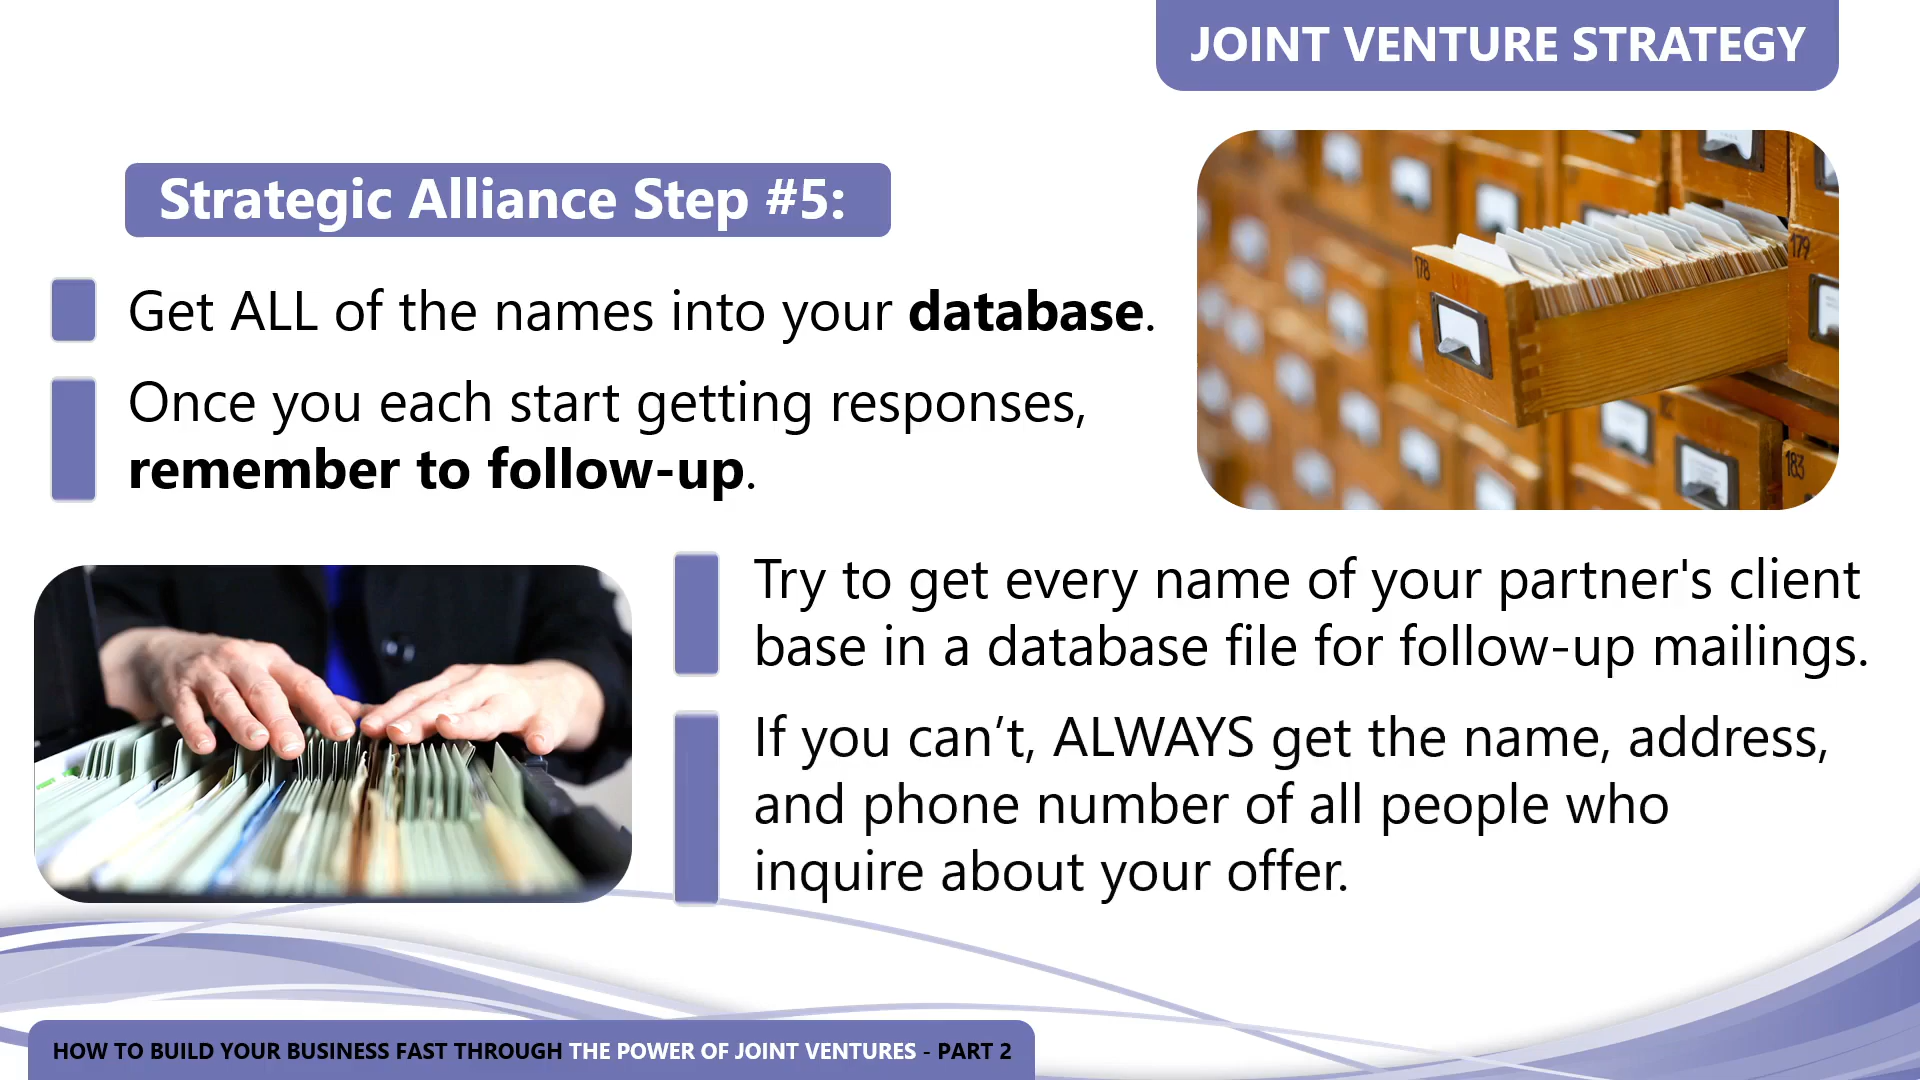 JOINT VENTURE STRATEGY
Strategic Alliance Step #5:
Get ALL of the names into your database.
Once you each start getting responses,
remember to follow-up.
178
179
183
Try to get every name of your partner's client
base in a database file for follow-up mailings.
If you can’t, ALWAYS get the name, address,
and phone number of all people who
inquire about your offer.
HOW TO BUILD YOUR BUSINESS FAST THROUGH THE POWER OF JOINT VENTURES - PART 2